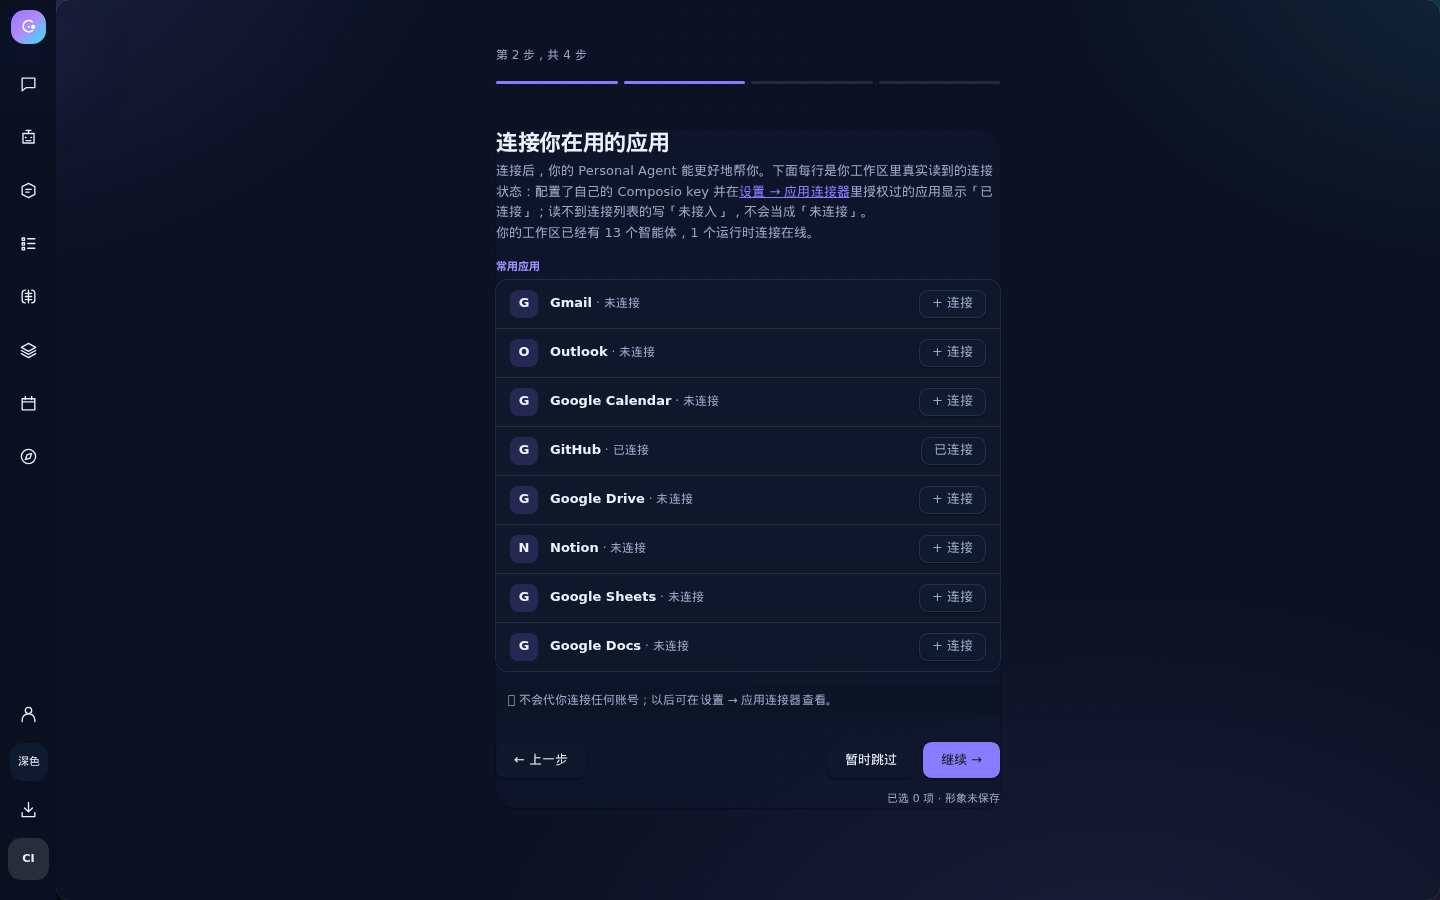 第 2 步，共 4 步
连接你在用的应用
连接后，你的 Personal Agent 能更好地帮你。下面每行是你工作区里真实读到的连接
状态：配置了自己的 Composio key 并在设置 → 应用连接器里授权过的应用显示「已
连接」；读不到连接列表的写「未接入」，不会当成「未连接」。
你的工作区已经有 13 个智能体，1 个运行时连接在线。
常用应用
G Gmail · 未连接 + 连接
O Outlook · 未连接 + 连接
G Google Calendar · 未连接 + 连接
G GitHub · 已连接 已连接
G Google Drive · 未连接 + 连接
N Notion · 未连接 + 连接
G Google Sheets · 未连接 + 连接
G Google Docs · 未连接 + 连接
不会代你连接任何账号；以后可在设置 → 应用连接器查看。
← 上一步 暂时跳过 继续 →
已选 0 项 · 形象未保存
深色
CI